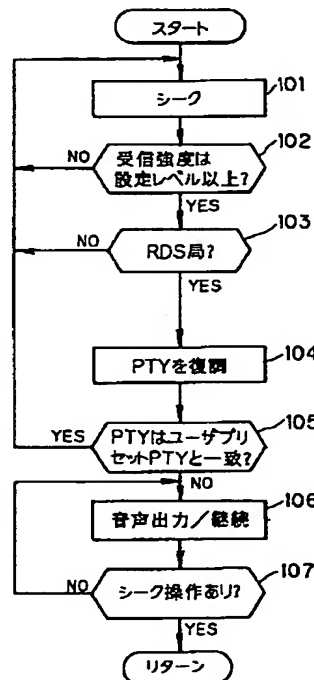 スタート
シーク
101
受信強度は
設定レベル以上?
102
NO
YES
RDS局?
103
NO
YES
PTYを復調
104
PTYはユーザプリ
セットPTYと一致?
105
YES
NO
音声出力/継続
106
シーク操作あり?
107
NO
YES
リターン